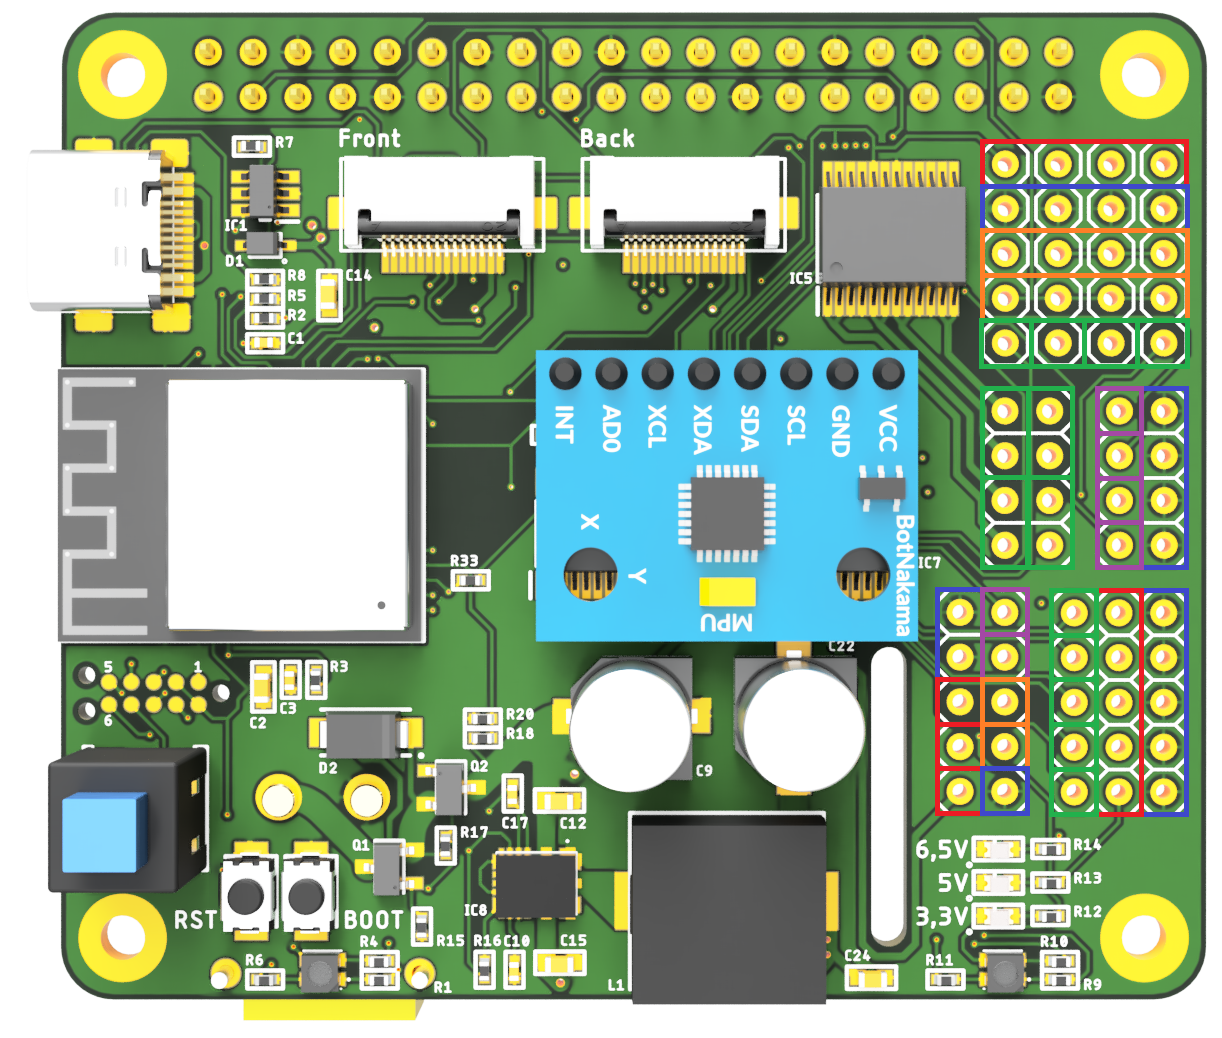 Front
Back
R7
IC1
D1
R8
C14
R5
R2
C1
IC5
INT
AD0
XCL
XDA
SDA
SCL
GND
VCC
X
Y
MPU
BotNakama
IC7
R33
C22
5
1
6
R3
C2
C3
R20
R18
D2
Q2
C9
C17
C12
R17
Q1
6,5V
R14
5V
R13
3,3V
R12
IC8
RST
BOOT
R15
R16
C10
C15
R4
R6
R1
L1
C24
R11
R10
R9